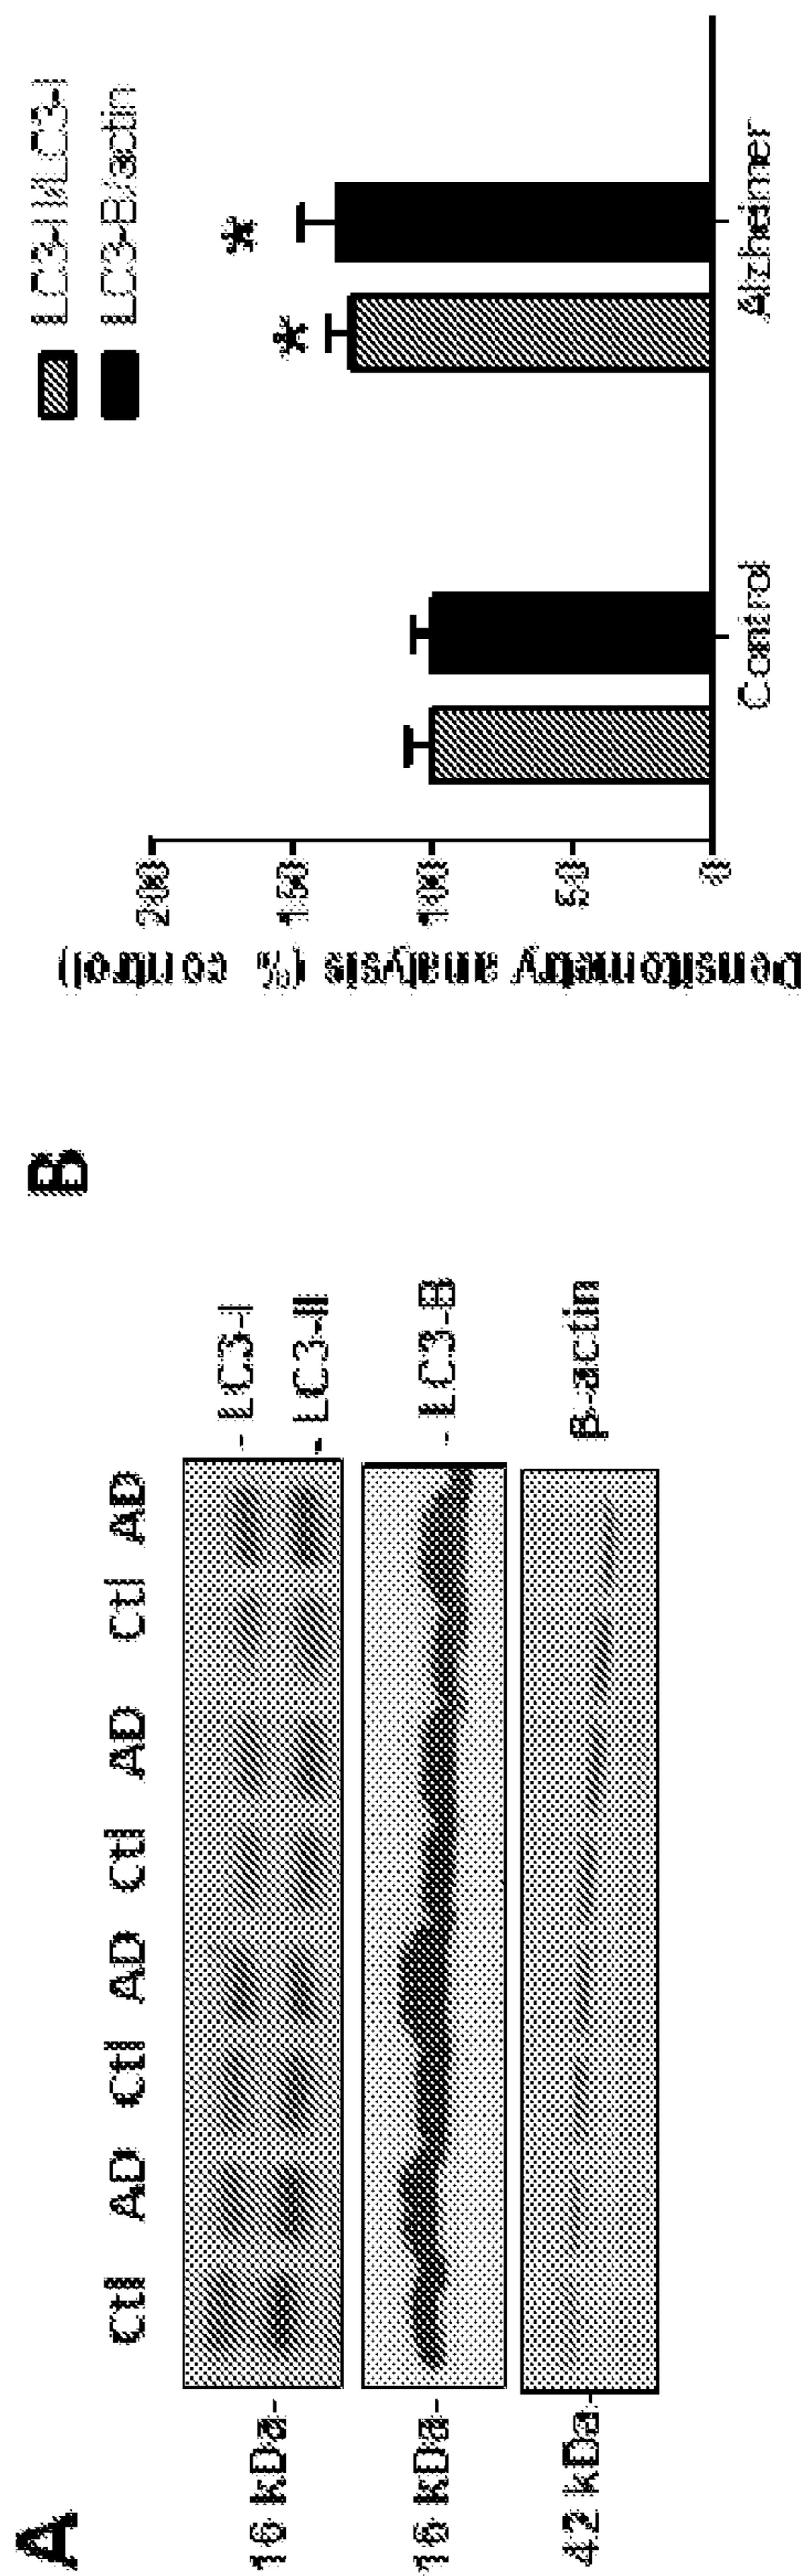 A
ctl AD ctl AD ctl AD ctl AD
16 kDa-
- LC3-I
- LC3-II
16 kDa-
- LC3-B
42 kDa-
β-actin
B
LC3-II/LC3-I
LC3-B/actin
Densitometry analysis (% control)
200
150
100
50
0
*
*
Control
Alzheimer